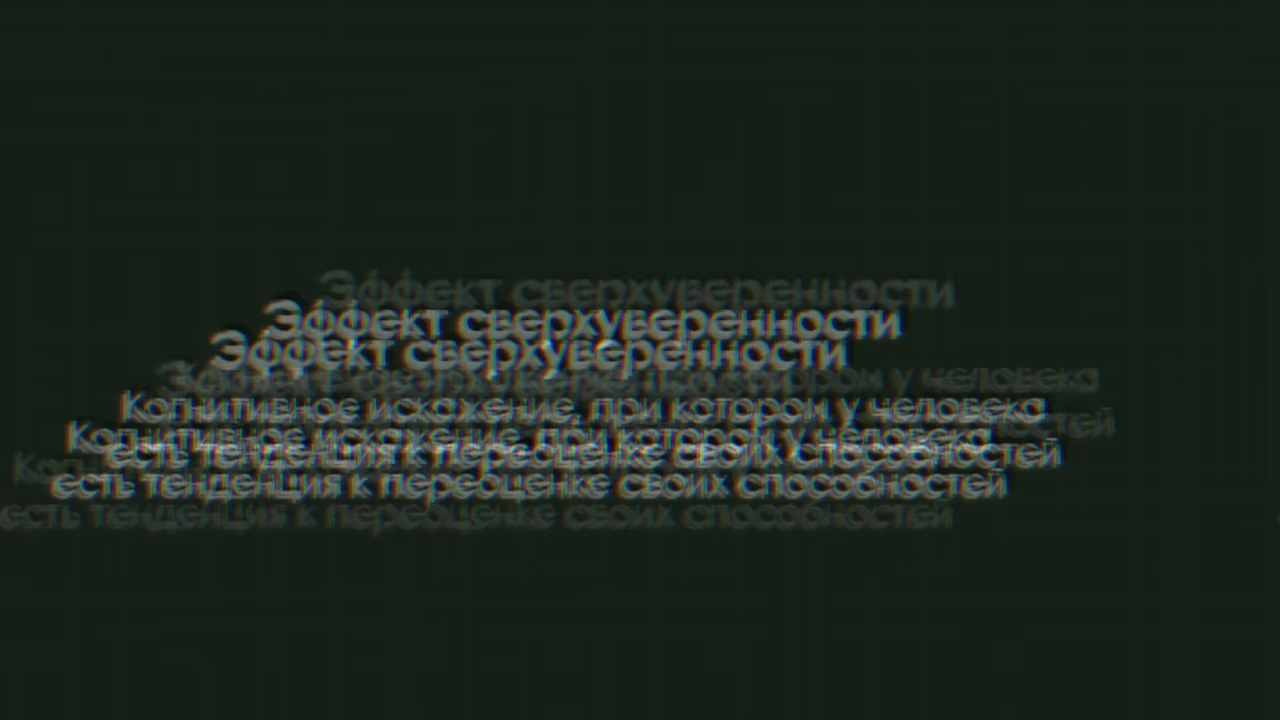 Эффект сверхуверенности
Когнитивное искажение, при котором у человека
есть тенденция к переоценке своих способностей